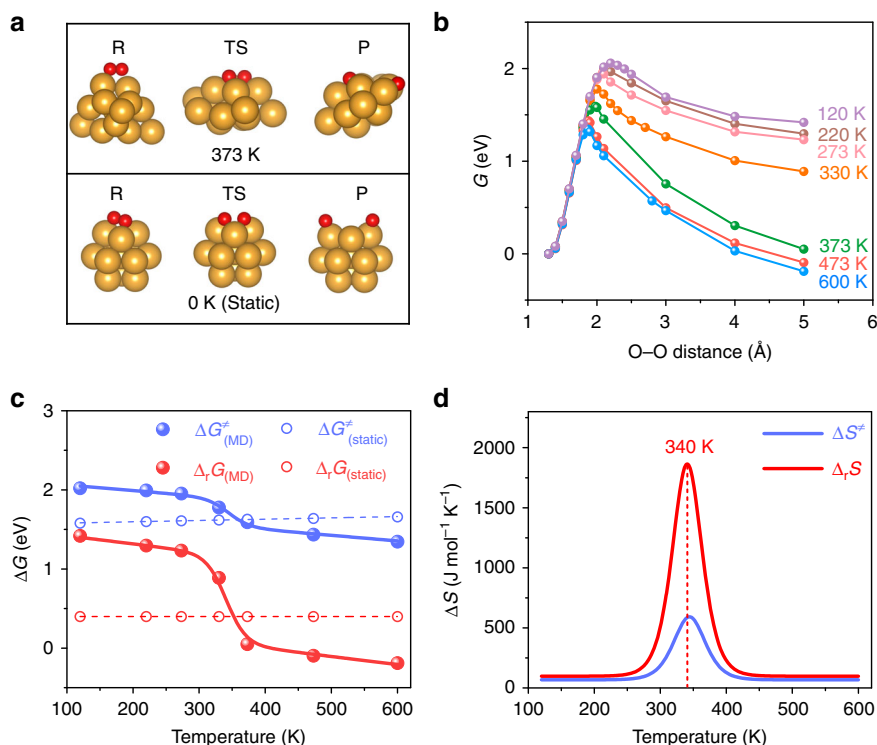 a
R TS P
373 K
R TS P
0 K (Static)
b
G (eV)
2
1
0
120 K
220 K
273 K
330 K
373 K
473 K
600 K
1 2 3 4 5 6
O–O distance (Å)
c
ΔG (eV)
3
2
1
0
ΔG≠(MD) ΔG≠(static)
ΔrG(MD) ΔrG(static)
100 200 300 400 500 600
Temperature (K)
d
ΔS (J mol−1 K−1)
2000
1500
1000
500
0
340 K
ΔS≠
ΔrS
100 200 300 400 500 600
Temperature (K)